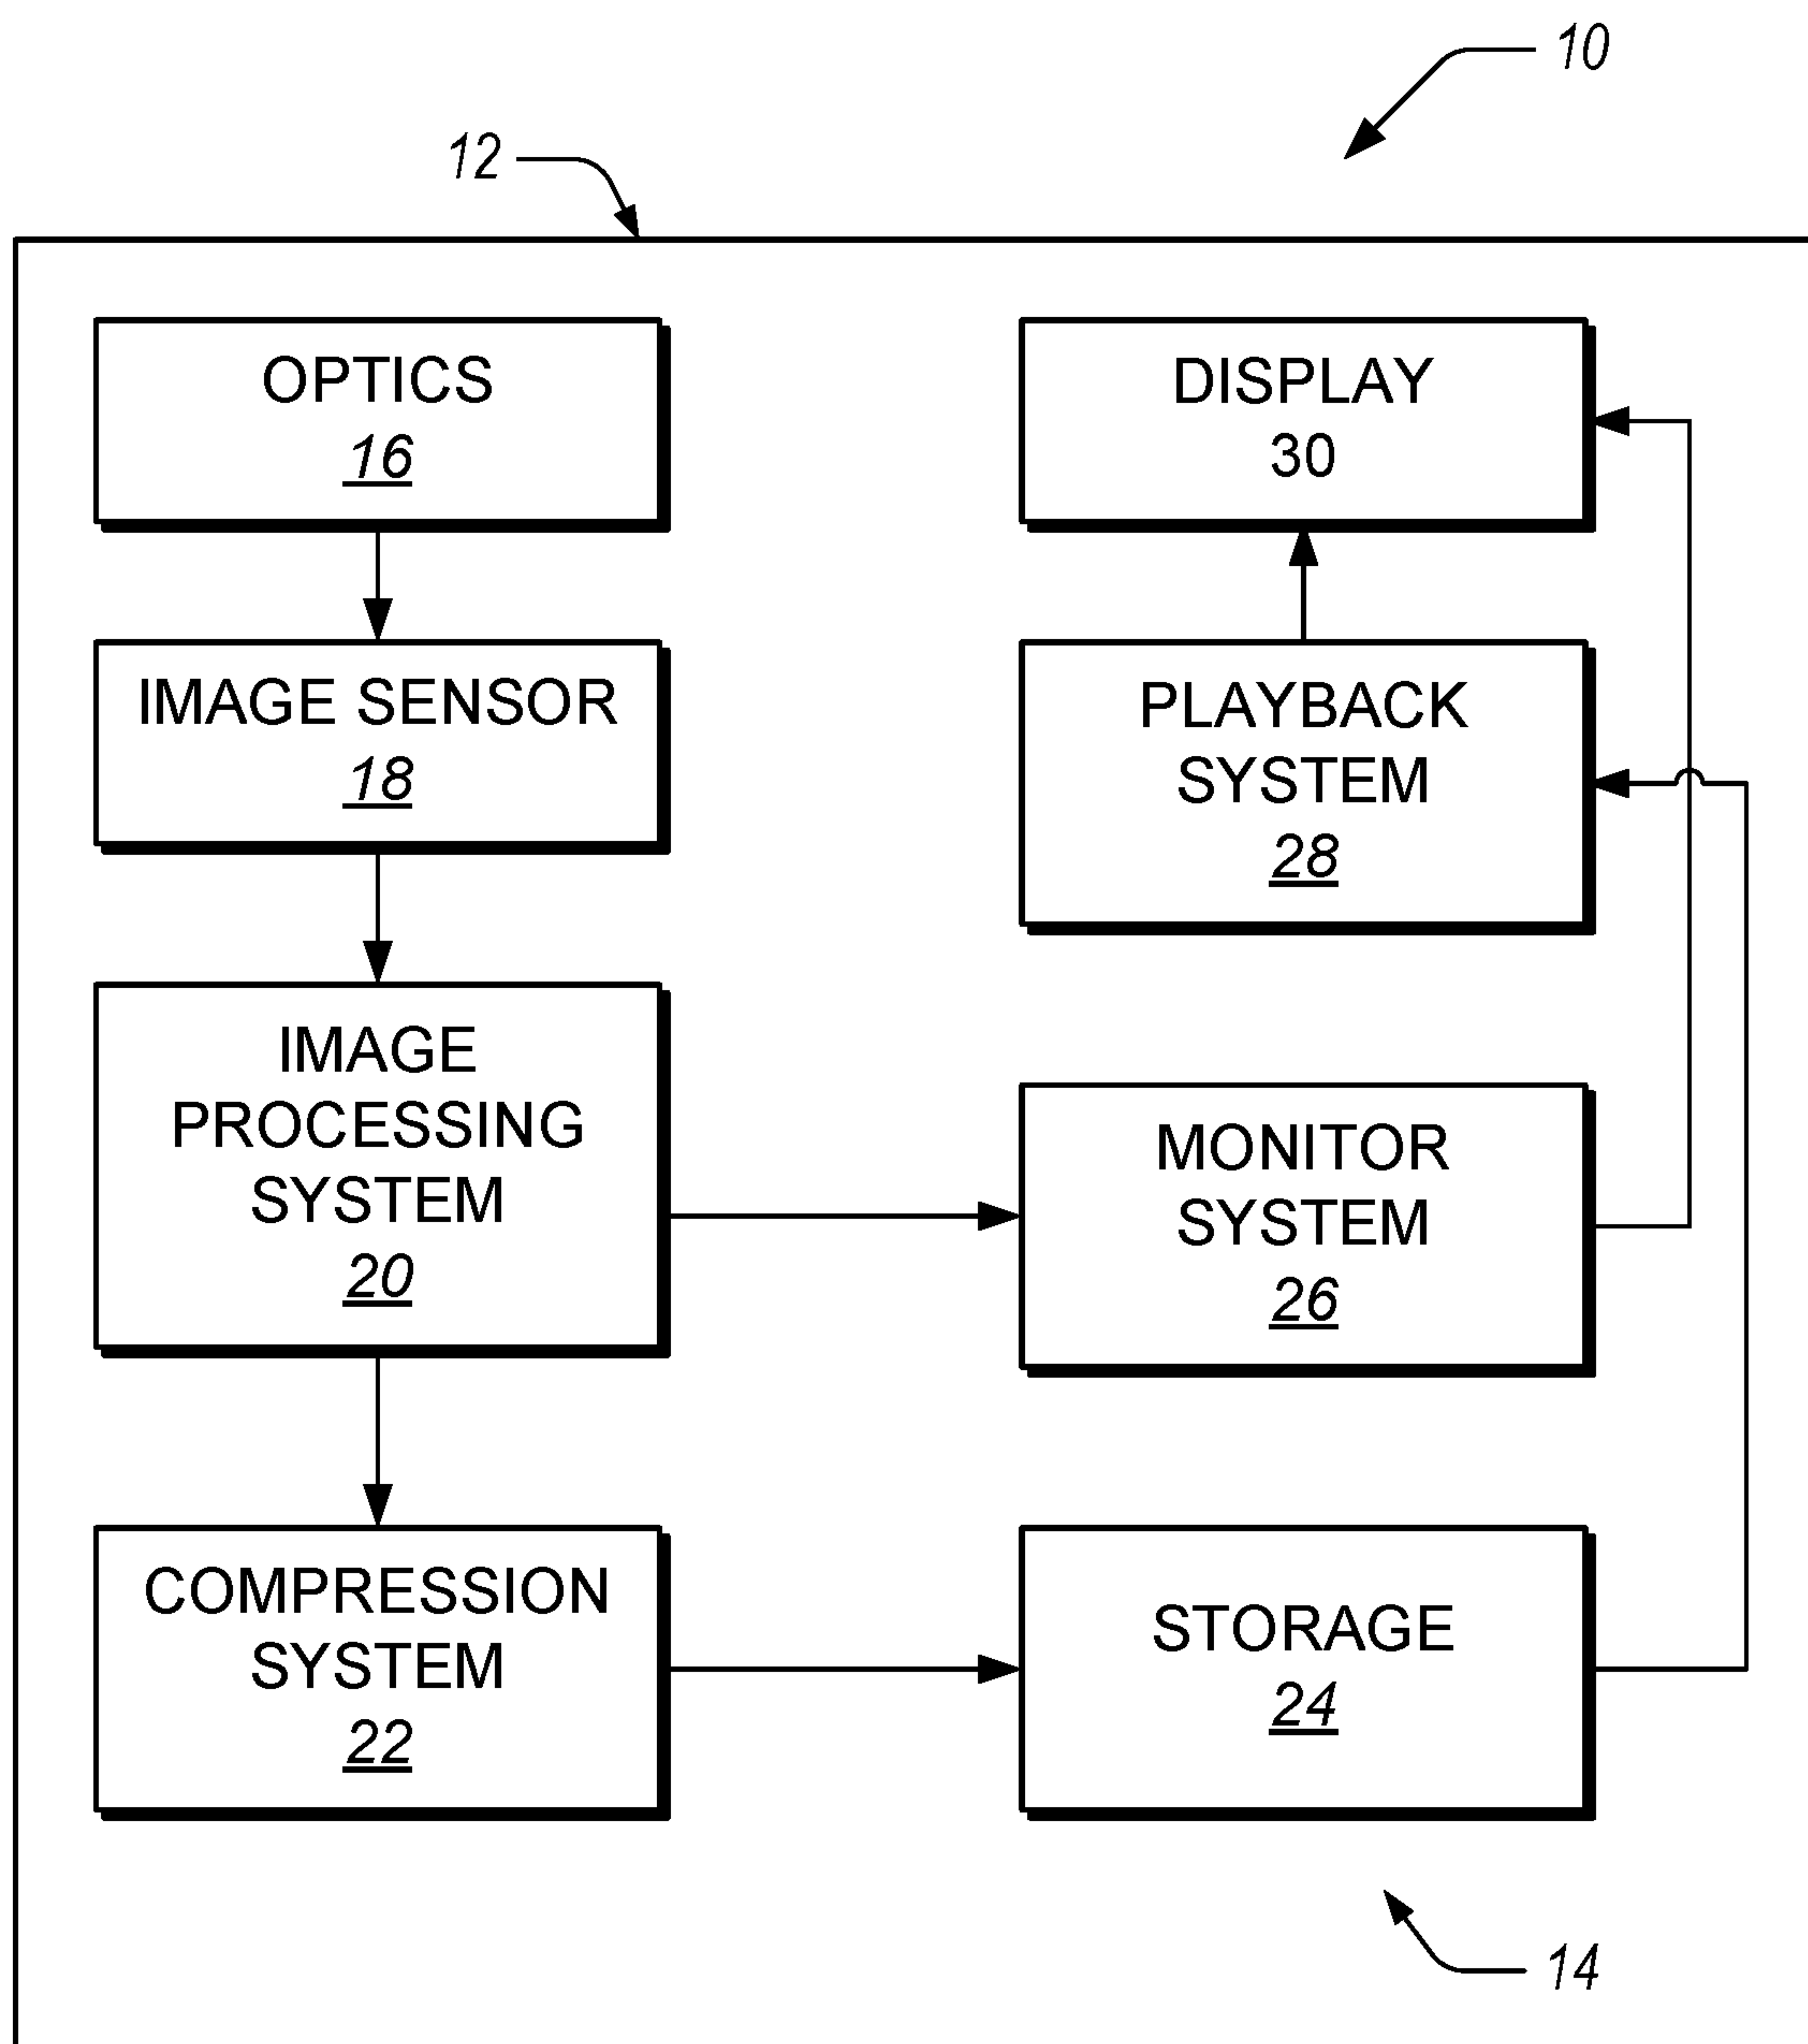 10
12
OPTICS
16
IMAGE SENSOR
18
IMAGE
PROCESSING
SYSTEM
20
COMPRESSION
SYSTEM
22
DISPLAY
30
PLAYBACK
SYSTEM
28
MONITOR
SYSTEM
26
STORAGE
24
14